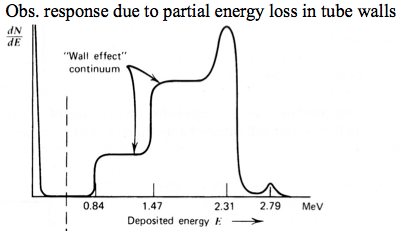 Obs. response due to partial energy loss in tube walls
dN
dE
"Wall effect"
continuum
0.84 1.47 2.31 2.79 MeV
Deposited energy E